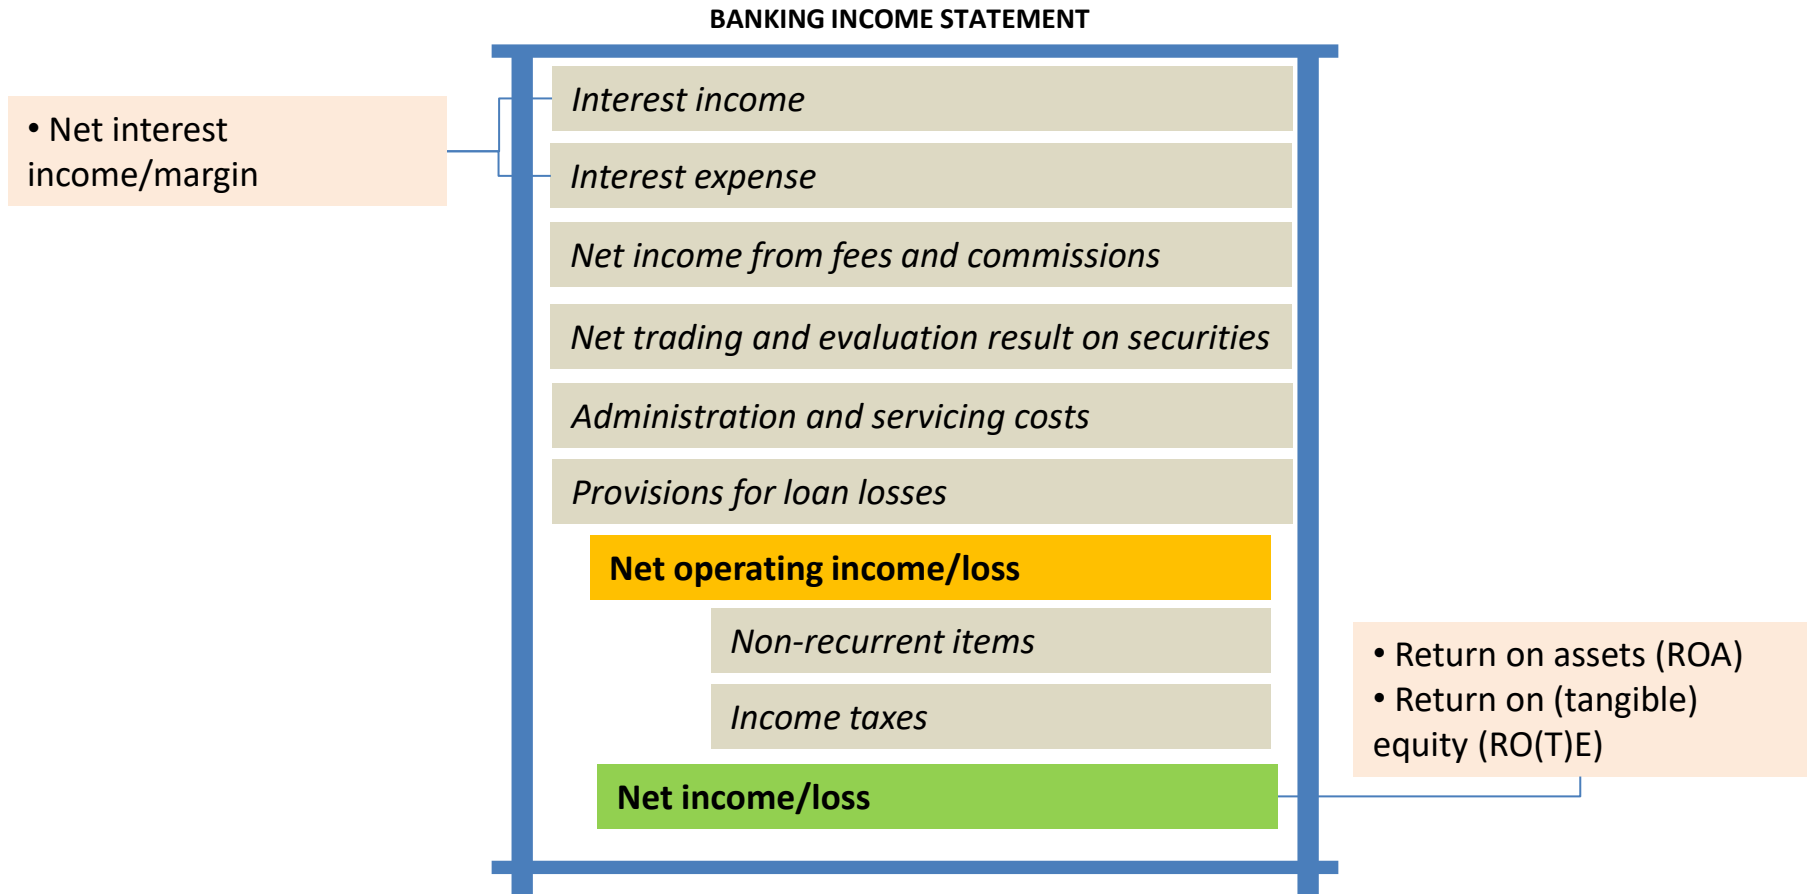 BANKING INCOME STATEMENT
• Net interest
income/margin
Interest income
Interest expense
Net income from fees and commissions
Net trading and evaluation result on securities
Administration and servicing costs
Provisions for loan losses
Net operating income/loss
Non-recurrent items
Income taxes
Net income/loss
• Return on assets (ROA)
• Return on (tangible)
equity (RO(T)E)